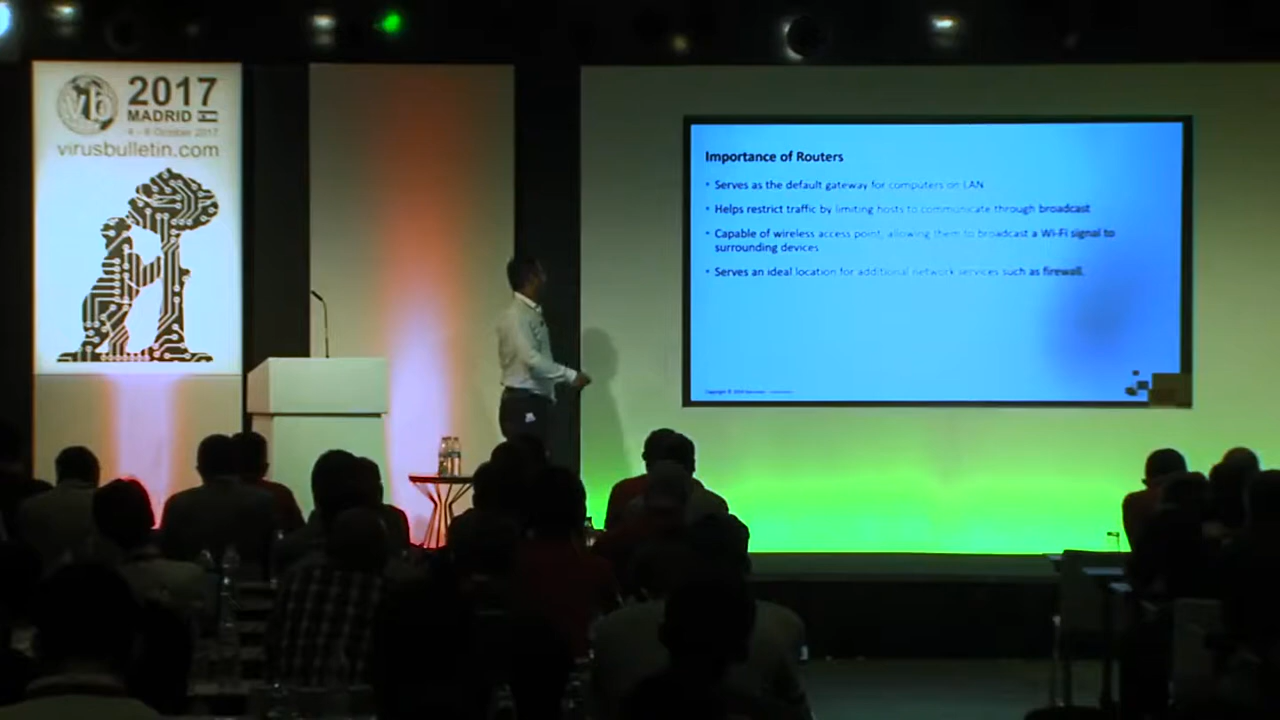 vb
2017
MADRID
4 - 6 October 2017
virusbulletin.com
Importance of Routers
• Serves as the default gateway for computers on LAN
• Helps restrict traffic by limiting hosts to communicate through broadcast
• Capable of wireless access point, allowing them to broadcast a Wi-Fi signal to
surrounding devices
• Serves an ideal location for additional network services such as firewall.
Copyright ©